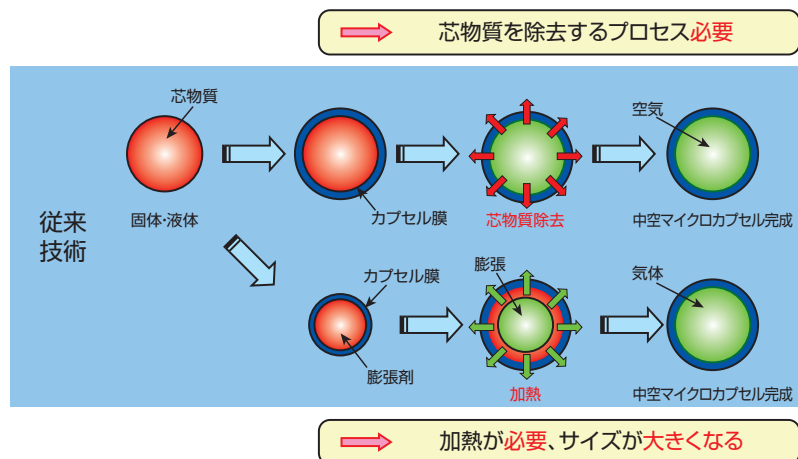 芯物質を除去するプロセス必要
芯物質
空気
従来
技術
固体・液体
カプセル膜
芯物質除去
中空マイクロカプセル完成
カプセル膜
膨張
気体
膨張剤
加熱
中空マイクロカプセル完成
加熱が必要、サイズが大きくなる